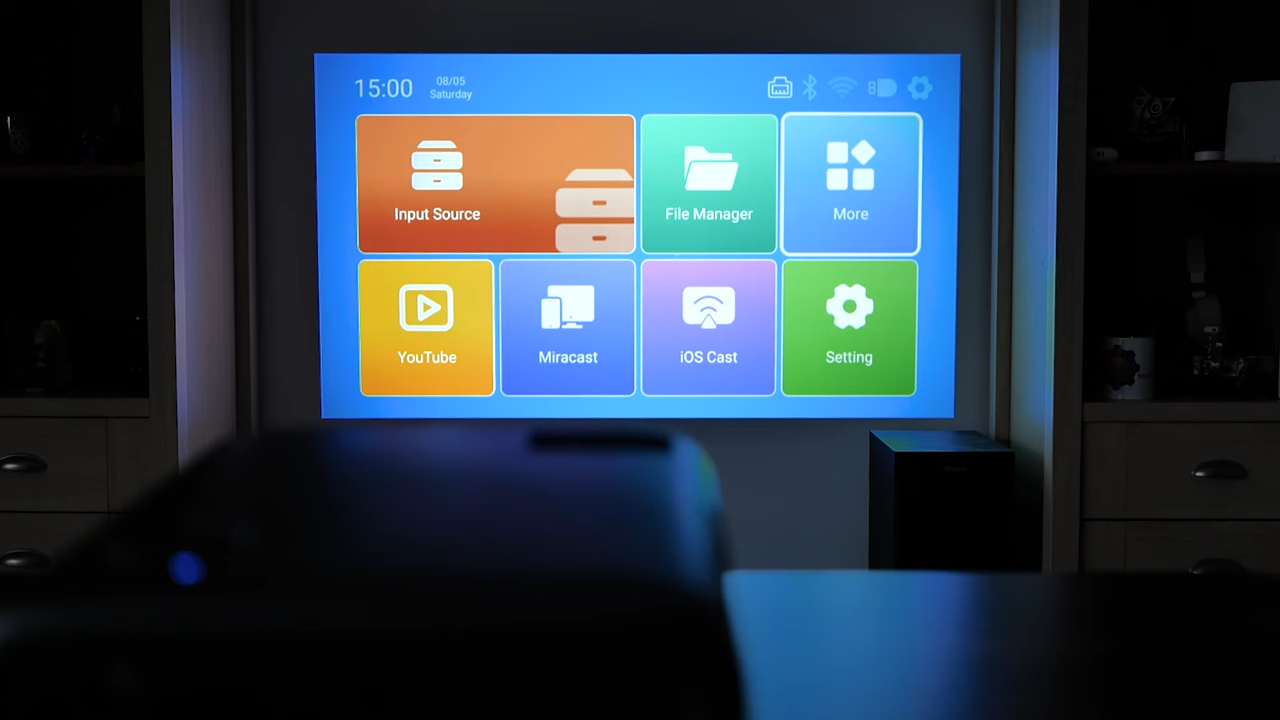 15:00
08/05
Saturday
Input Source
File Manager
More
YouTube
Miracast
iOS Cast
Setting